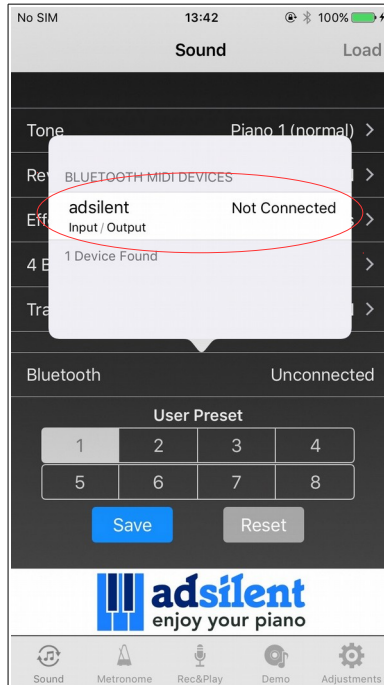 No SIM 13:42 100%
Sound Load
Tone Piano 1 (normal) >
BLUETOOTH MIDI DEVICES
adsilent Not Connected
Input / Output
1 Device Found
Bluetooth Unconnected
User Preset
1 2 3 4
5 6 7 8
Save Reset
adsilent
enjoy your piano
Sound Metronome Rec&Play Demo Adjustments